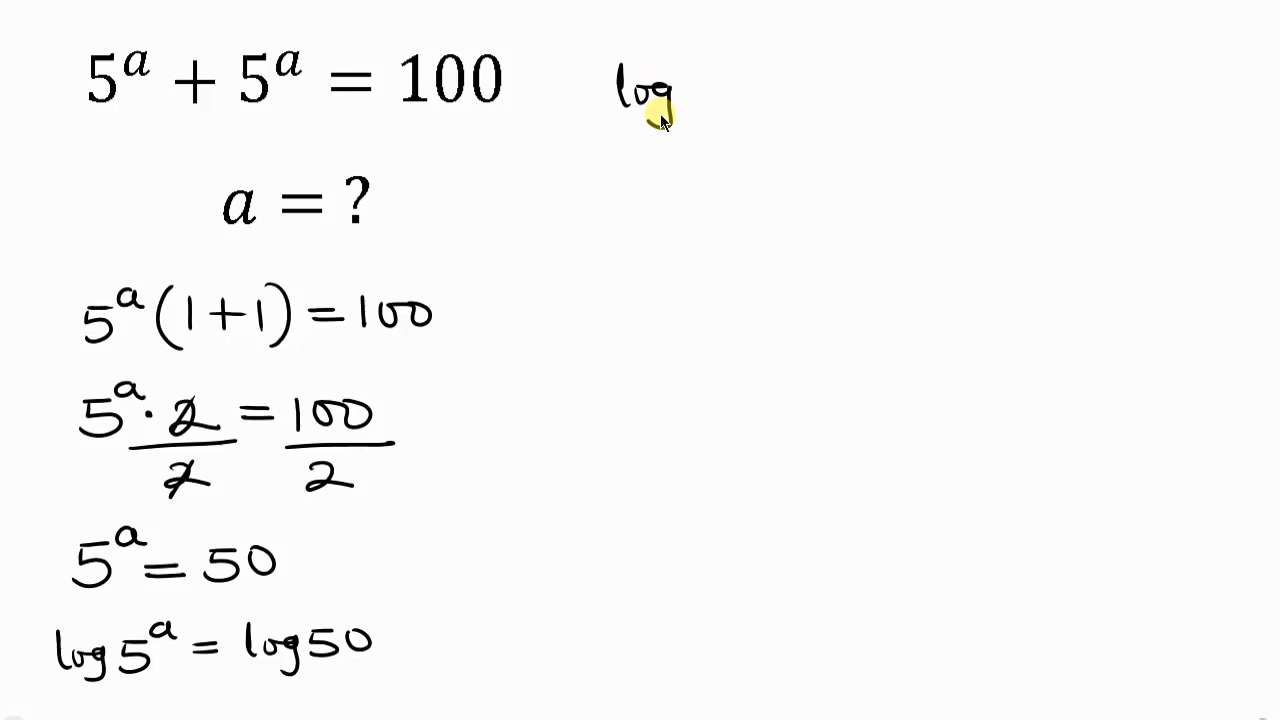 5^a + 5^a = 100
log
a = ?
5^a (1+1) = 100
5^a · 2 / 2 = 100 / 2
5^a = 50
log 5^a = log 50